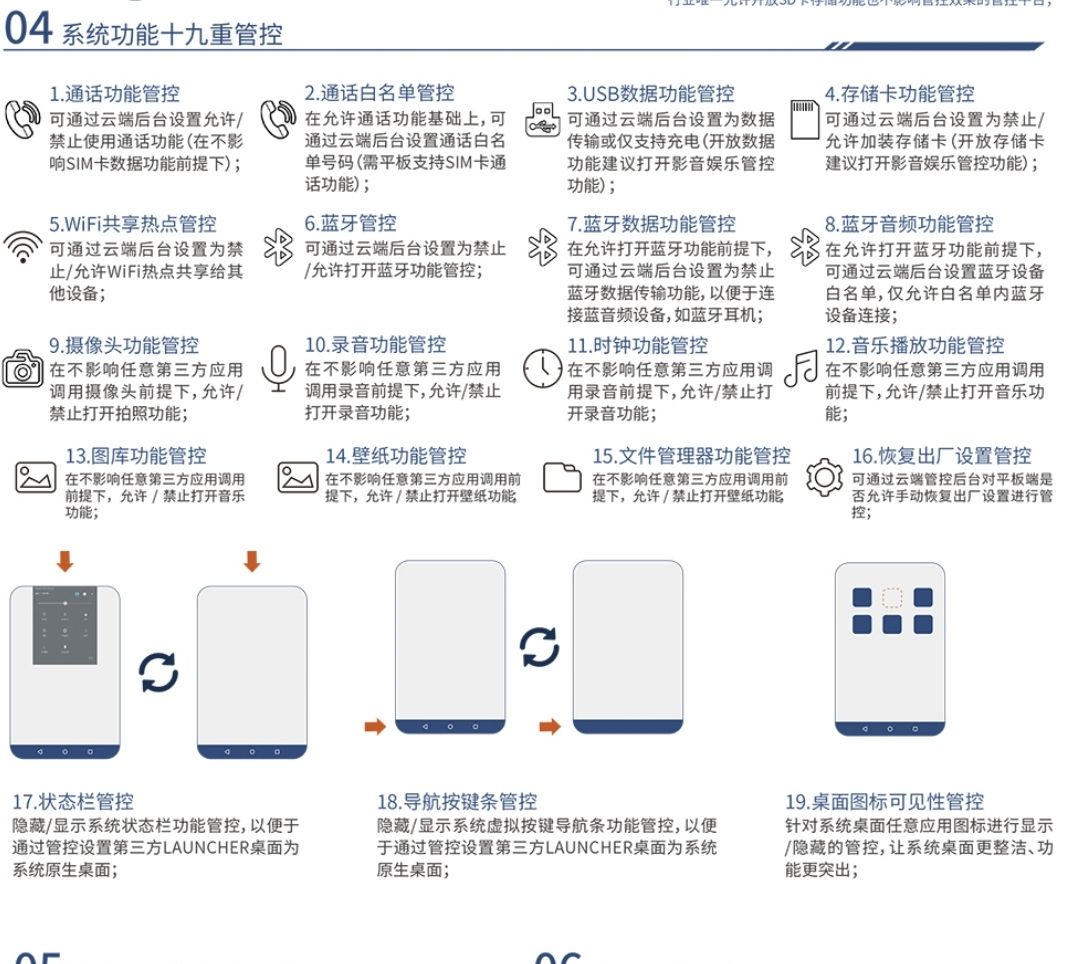 行业唯一允许开放SD卡存储功能也不影响管控效果的管控平台;
04 系统功能十九重管控
1.通话功能管控
可通过云端后台设置允许/
禁止使用通话功能(在不影
响SIM卡数据功能前提下);
2.通话白名单管控
在允许通话功能基础上,可
通过云端后台设置通话白名
单号码(需平板支持SIM卡通
话功能);
3.USB数据功能管控
可通过云端后台设置为数据
传输或仅支持充电(开放数据
功能建议打开影音娱乐管控
功能);
4.存储卡功能管控
可通过云端后台设置为禁止/
允许加装存储卡(开放存储卡
建议打开影音娱乐管控功能);
5.WiFi共享热点管控
可通过云端后台设置为禁
止/允许WiFi热点共享给其
他设备;
6.蓝牙管控
可通过云端后台设置为禁止
/允许打开蓝牙功能管控;
7.蓝牙数据功能管控
在允许打开蓝牙功能前提下,
可通过云端后台设置为禁止
蓝牙数据传输功能,以便于连
接蓝音频设备,如蓝牙耳机;
8.蓝牙音频功能管控
在允许打开蓝牙功能前提下,
可通过云端后台设置蓝牙设备
白名单,仅允许白名单内蓝牙
设备连接;
9.摄像头功能管控
在不影响任意第三方应用
调用摄像头前提下,允许/
禁止打开拍照功能;
10.录音功能管控
在不影响任意第三方应用
调用录音前提下,允许/禁止
打开录音功能;
11.时钟功能管控
在不影响任意第三方应用调
用录音前提下,允许/禁止打
开录音功能;
12.音乐播放功能管控
在不影响任意第三方应用调用
前提下,允许/禁止打开音乐功
能;
13.图库功能管控
在不影响任意第三方应用调用
前提下，允许 / 禁止打开音乐
功能;
14.壁纸功能管控
在不影响任意第三方应用调用前
提下，允许 / 禁止打开壁纸功能
15.文件管理器功能管控
在不影响任意第三方应用调用前
提下，允许 / 禁止打开壁纸功能
16.恢复出厂设置管控
可通过云端管控后台对平板端是
否允许手动恢复出厂设置进行管
控;
17.状态栏管控
隐藏/显示系统状态栏功能管控,以便于
通过管控设置第三方LAUNCHER桌面为
系统原生桌面;
18.导航按键条管控
隐藏/显示系统虚拟按键导航条功能管控,以便
于通过管控设置第三方LAUNCHER桌面为系统
原生桌面;
19.桌面图标可见性管控
针对系统桌面任意应用图标进行显示
/隐藏的管控,让系统桌面更整洁、功
能更突出;
05
06